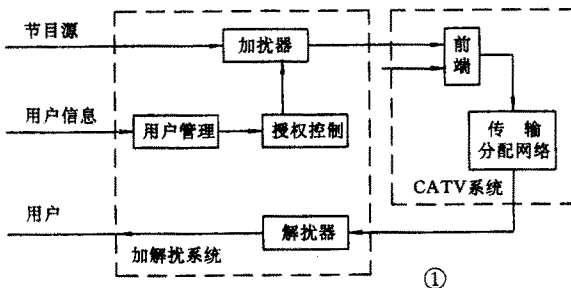 节目源
加扰器
前端
用户信息
用户管理
授权控制
传 输
分配网络
CATV系统
用户
解扰器
加解扰系统
①